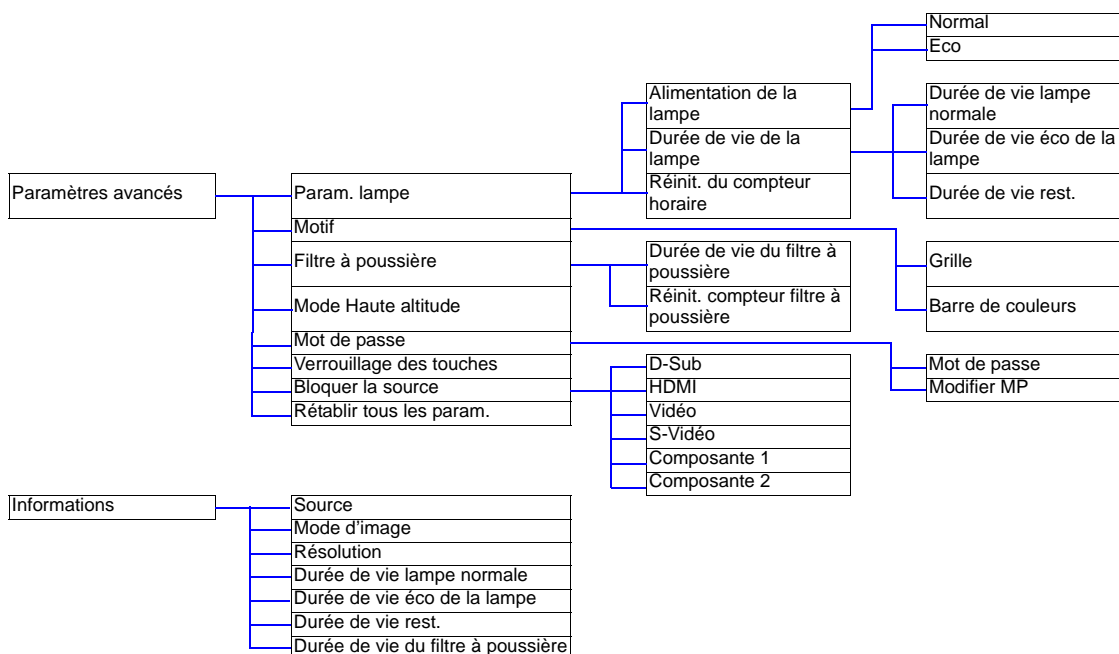 Normal
Eco
Alimentation de la
lampe
Durée de vie lampe
normale
Durée de vie de la
lampe
Durée de vie éco de la
lampe
Paramètres avancés
Param. lampe
Réinit. du compteur
horaire
Durée de vie rest.
Motif
Filtre à poussière
Durée de vie du filtre à
poussière
Grille
Mode Haute altitude
Réinit. compteur filtre à
poussière
Barre de couleurs
Mot de passe
Verrouillage des touches
D-Sub
Mot de passe
Bloquer la source
HDMI
Modifier MP
Rétablir tous les param.
Vidéo
S-Vidéo
Composante 1
Composante 2
Informations
Source
Mode d'image
Résolution
Durée de vie lampe normale
Durée de vie éco de la lampe
Durée de vie rest.
Durée de vie du filtre à poussière